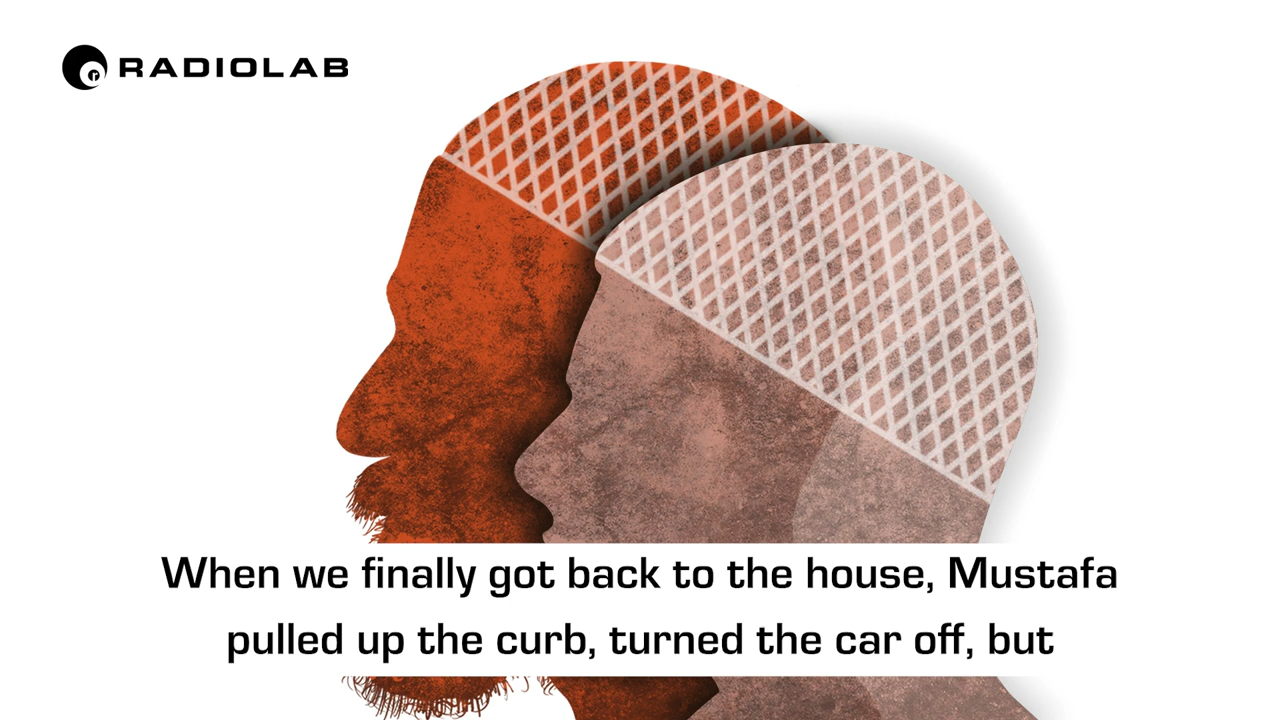 RADIOLAB
When we finally got back to the house, Mustafa
pulled up the curb, turned the car off, but